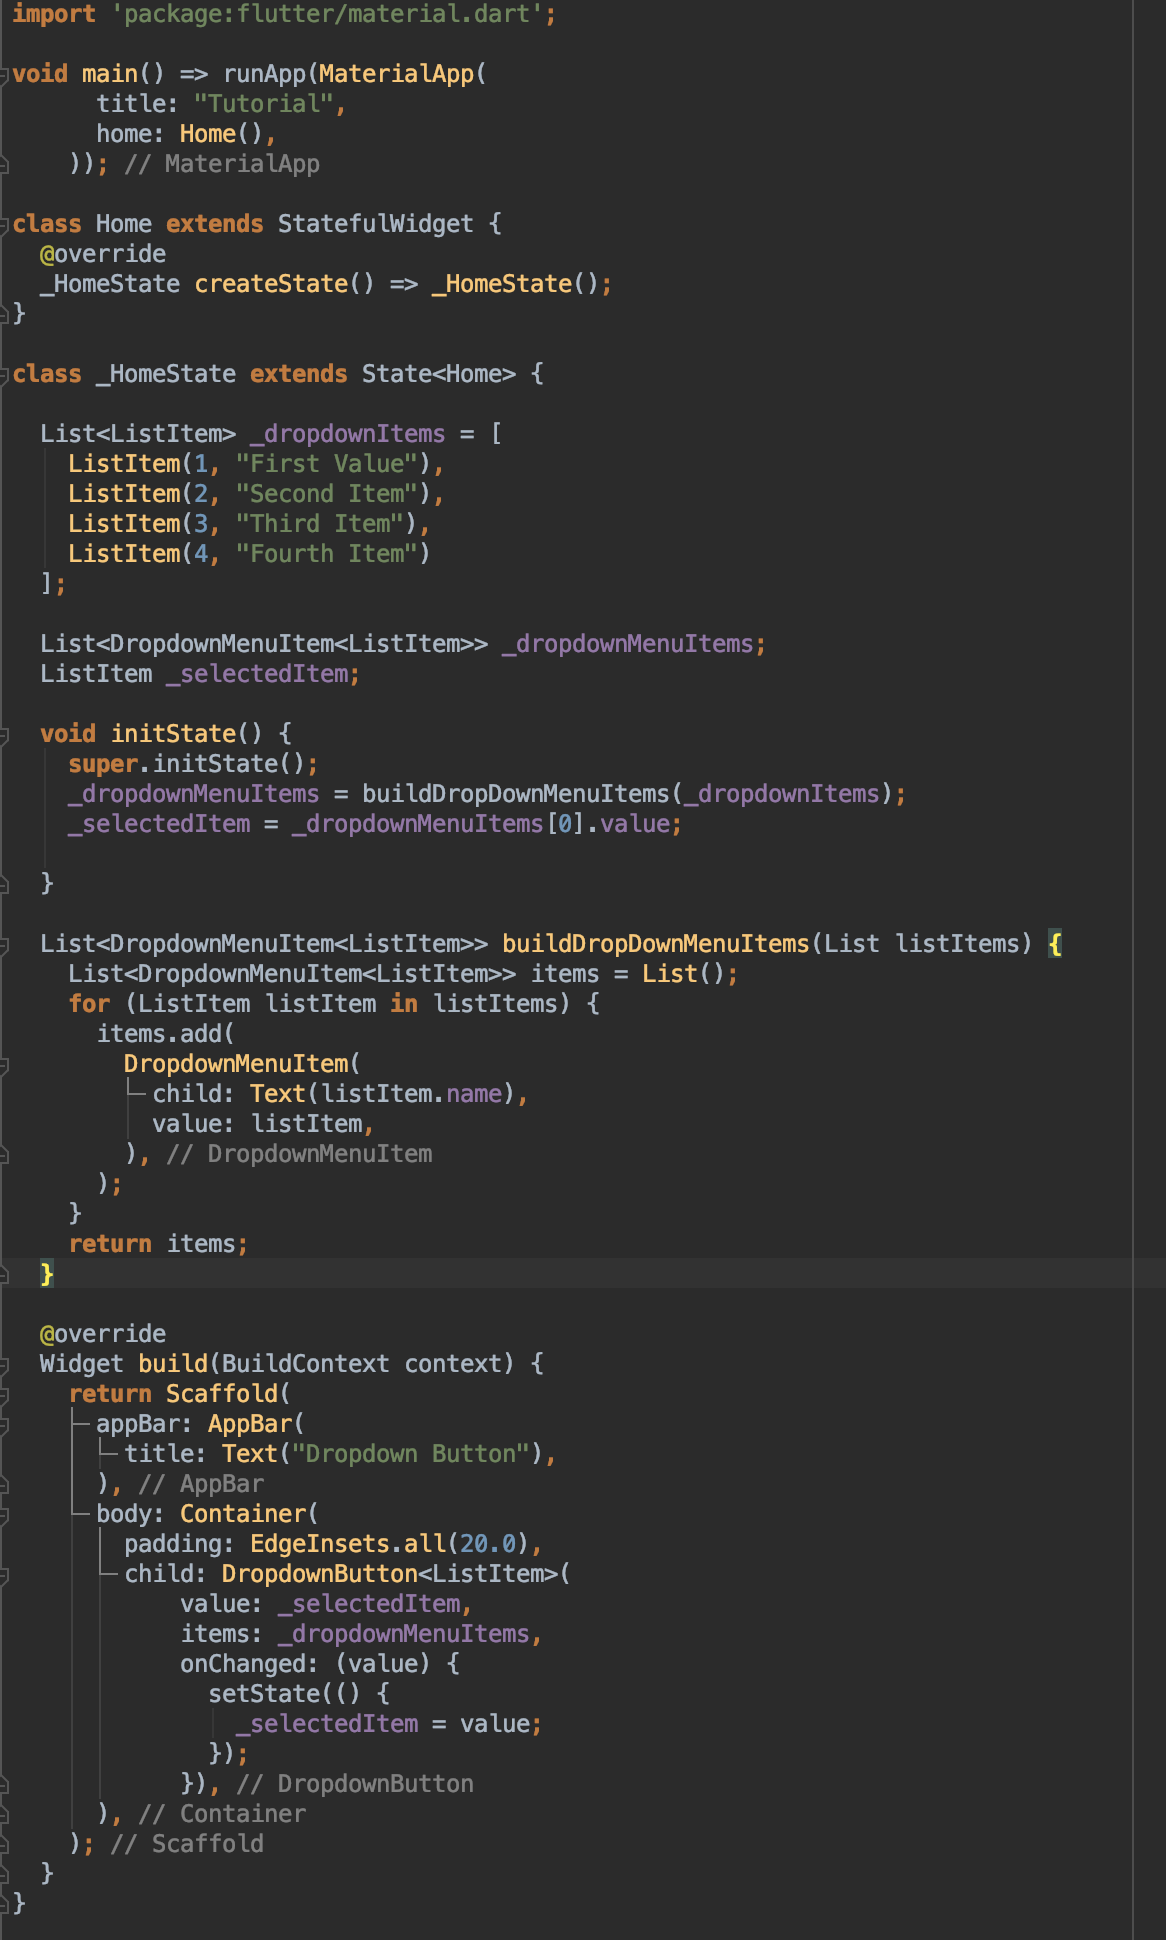 import 'package:flutter/material.dart';
void main() => runApp(MaterialApp(
title: "Tutorial",
home: Home(),
)); // MaterialApp
class Home extends StatefulWidget {
@override
_HomeState createState() => _HomeState();
}
class _HomeState extends State<Home> {
List<ListItem> _dropdownItems = [
ListItem(1, "First Value"),
ListItem(2, "Second Item"),
ListItem(3, "Third Item"),
ListItem(4, "Fourth Item")
];
List<DropdownMenuItem<ListItem>> _dropdownMenuItems;
ListItem _selectedItem;
void initState() {
super.initState();
_dropdownMenuItems = buildDropDownMenuItems(_dropdownItems);
_selectedItem = _dropdownMenuItems[0].value;
}
List<DropdownMenuItem<ListItem>> buildDropDownMenuItems(List listItems) {
List<DropdownMenuItem<ListItem>> items = List();
for (ListItem listItem in listItems) {
items.add(
DropdownMenuItem(
child: Text(listItem.name),
value: listItem,
), // DropdownMenuItem
);
}
return items;
}
@override
Widget build(BuildContext context) {
return Scaffold(
appBar: AppBar(
title: Text("Dropdown Button"),
), // AppBar
body: Container(
padding: EdgeInsets.all(20.0),
child: DropdownButton<ListItem>(
value: _selectedItem,
items: _dropdownMenuItems,
onChanged: (value) {
setState(() {
_selectedItem = value;
});
}), // DropdownButton
), // Container
); // Scaffold
}
}